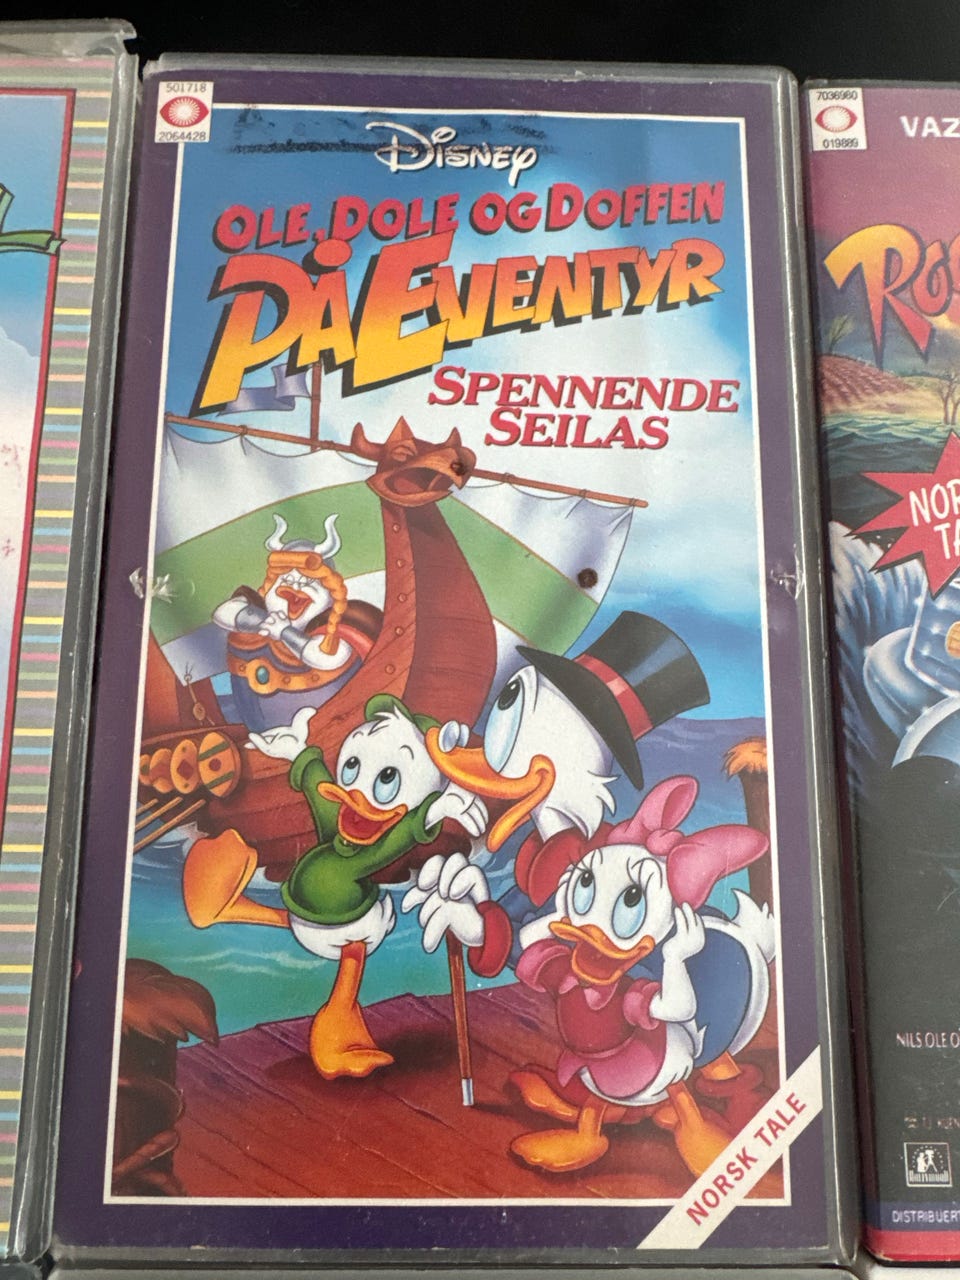 501718
2064428
Disney
OLE, DOLE OG DOFFEN
PÅ EVENTYR
SPENNENDE
SEILAS
NORSK TALE
7036980
019889
VAZ
ROC
NOR
TA
NILS OLE O
DISTRIBUERT